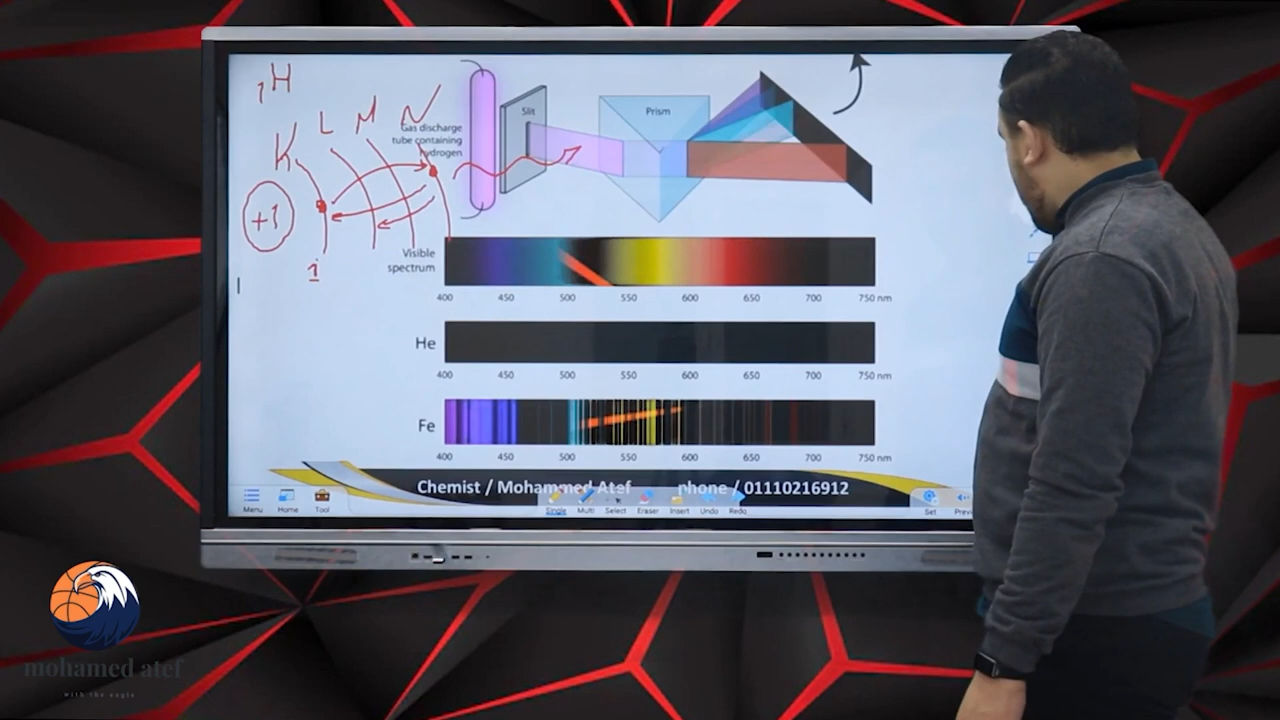 ₁H
K L M N
Gas discharge
tube containing
hydrogen
Slit
Prism
+1
1
Visible
spectrum
400 450 500 550 600 650 700 750 nm
He
400 450 500 550 600 650 700 750 nm
Fe
400 450 500 550 600 650 700 750 nm
Chemist / Mohammed Atef phone / 01110216912
Menu Home Tool Single Multi Select Eraser Insert Undo Redo Set
mohamed atef
with the eagle